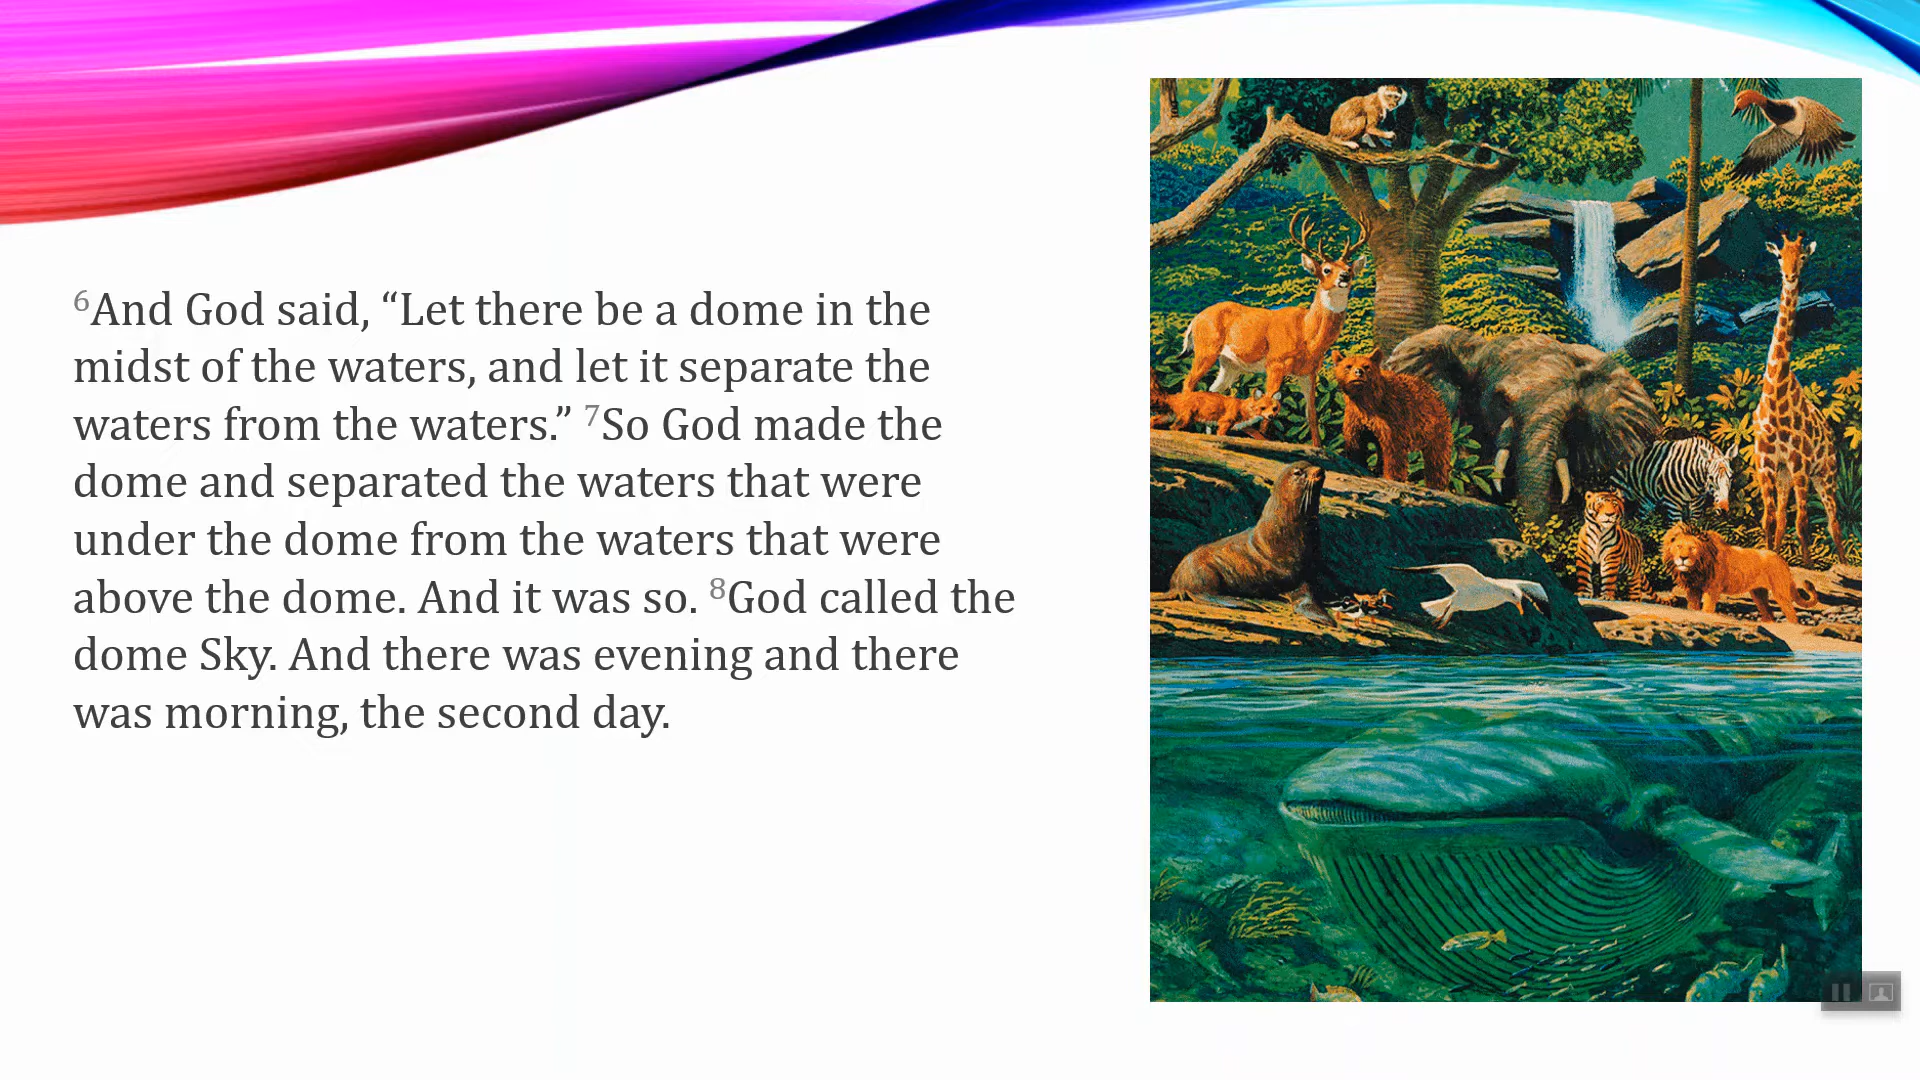 ⁶And God said, “Let there be a dome in the
midst of the waters, and let it separate the
waters from the waters.” ⁷So God made the
dome and separated the waters that were
under the dome from the waters that were
above the dome. And it was so. ⁸God called the
dome Sky. And there was evening and there
was morning, the second day.